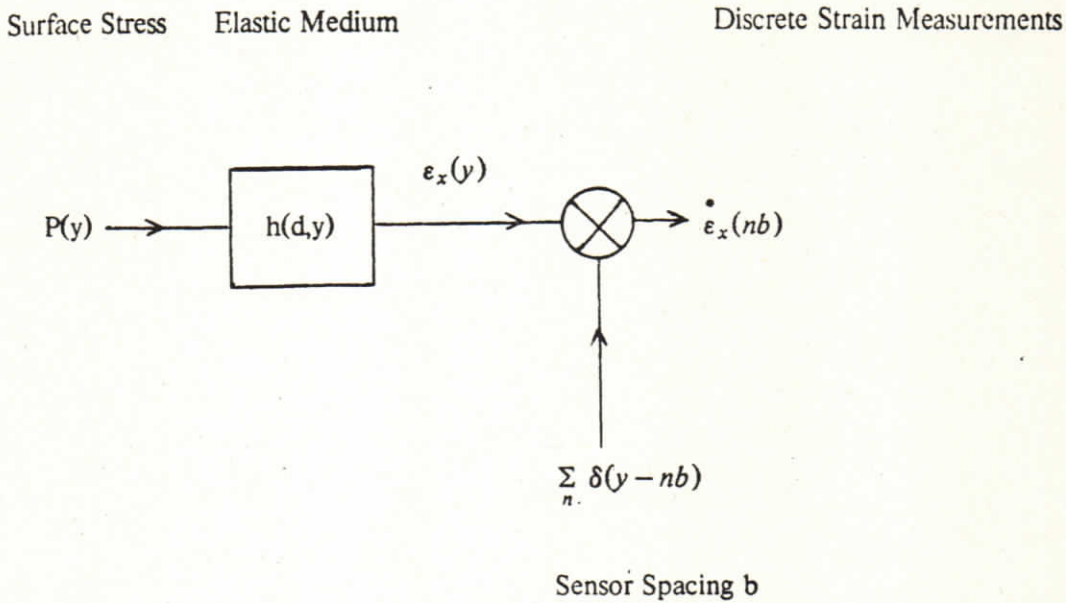 Surface Stress Elastic Medium Discrete Strain Measurements
εₓ(y)
P(y) h(d,y) ε̇ₓ(nb)
Σ δ(y – nb)
n.
Sensor Spacing b